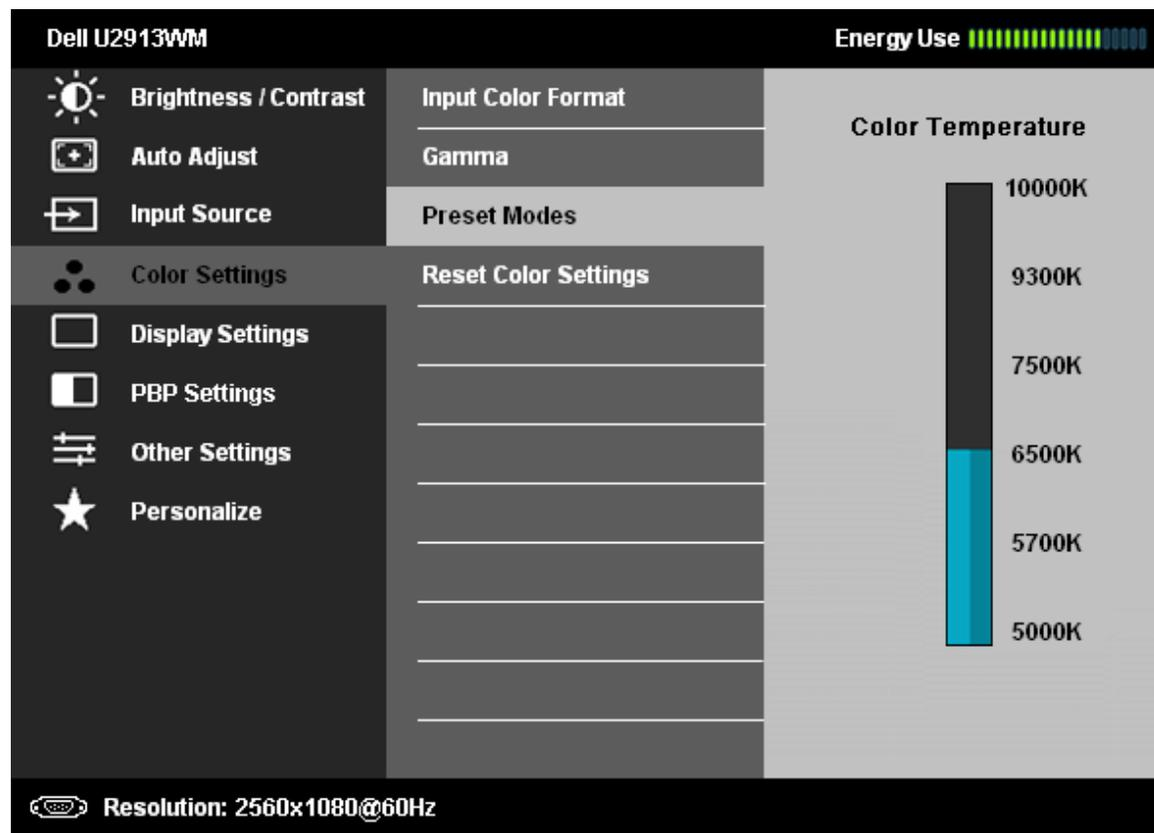 Dell U2913WM
Energy Use
Brightness / Contrast
Auto Adjust
Input Source
Color Settings
Display Settings
PBP Settings
Other Settings
Personalize
Input Color Format
Gamma
Preset Modes
Reset Color Settings
Color Temperature
10000K
9300K
7500K
6500K
5700K
5000K
Resolution: 2560x1080@60Hz